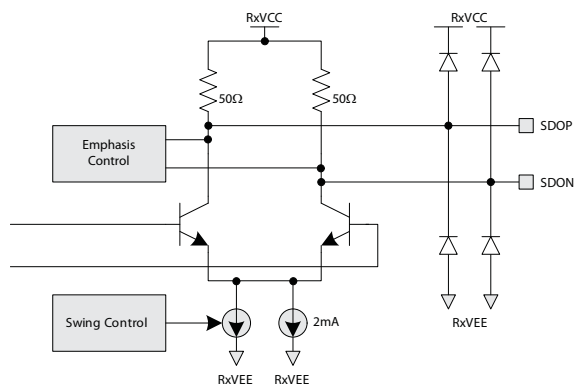 RxVCC
RxVCC
50Ω
50Ω
SDOP
Emphasis
Control
SDON
Swing Control
2mA
RxVEE
RxVEE
RxVEE